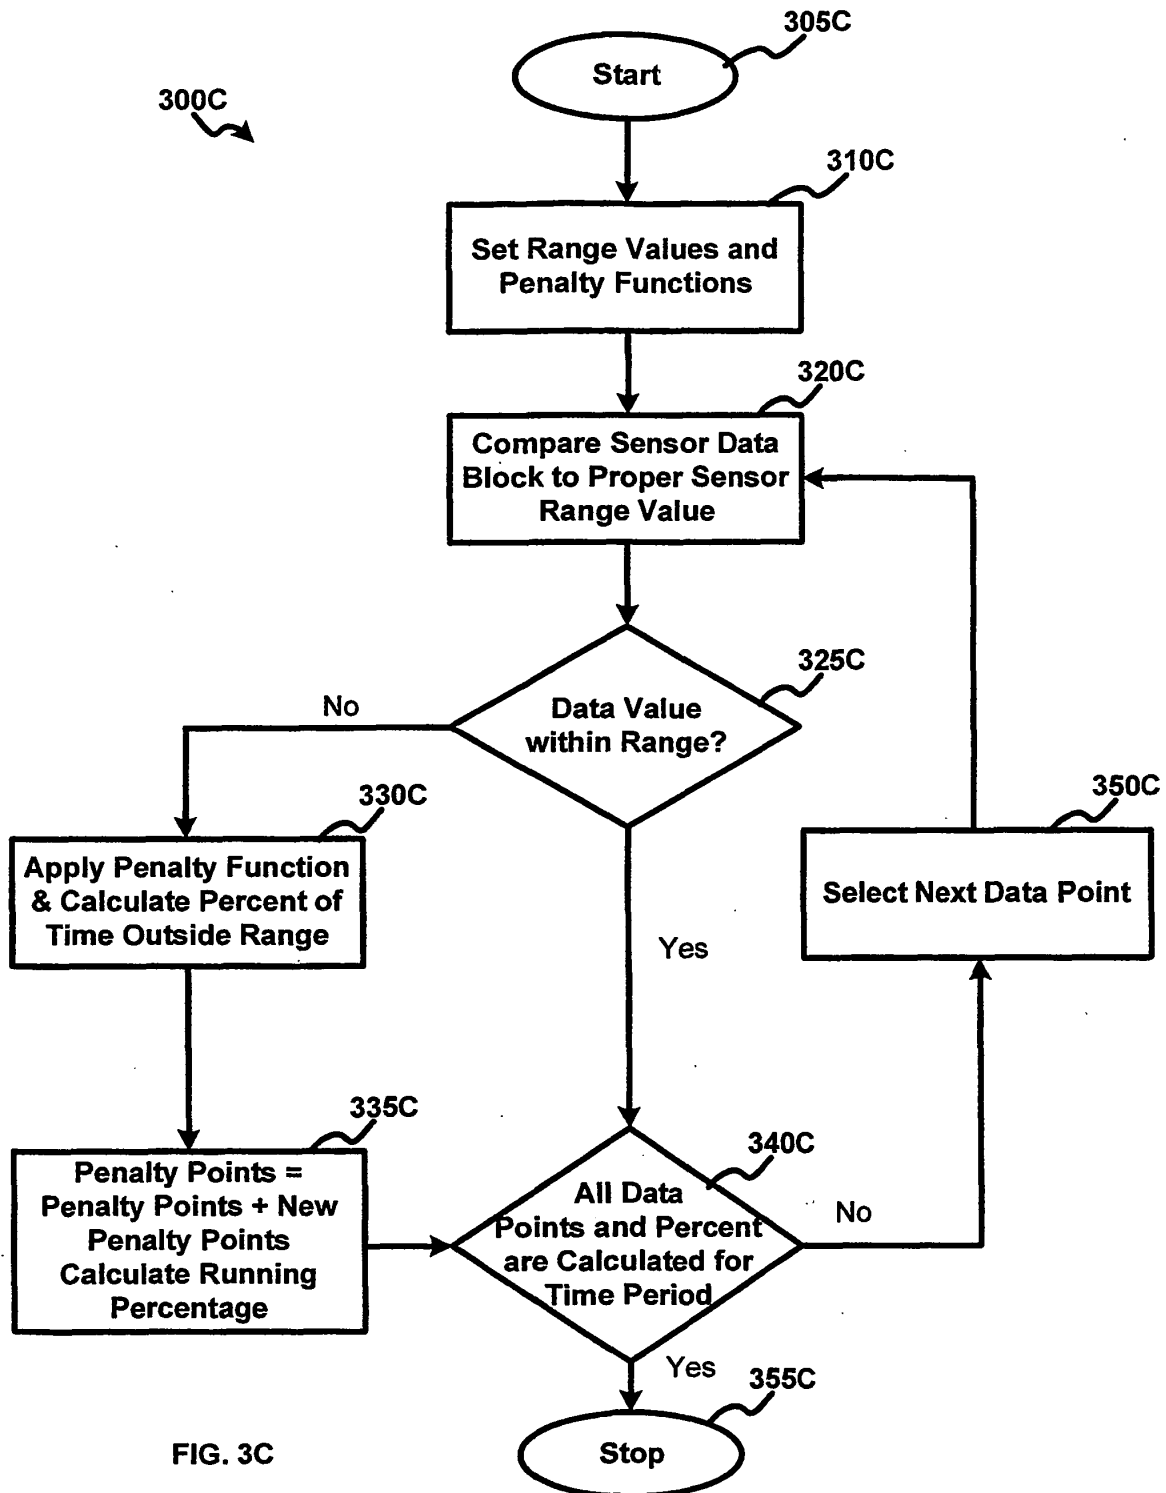 305C
Start
300C
310C
Set Range Values and
Penalty Functions
320C
Compare Sensor Data
Block to Proper Sensor
Range Value
325C
No
Data Value
within Range?
330C
350C
Apply Penalty Function
& Calculate Percent of
Time Outside Range
Select Next Data Point
Yes
335C
340C
Penalty Points =
Penalty Points + New
Penalty Points
Calculate Running
Percentage
All Data
Points and Percent
are Calculated for
Time Period
No
Yes
355C
Stop
FIG. 3C